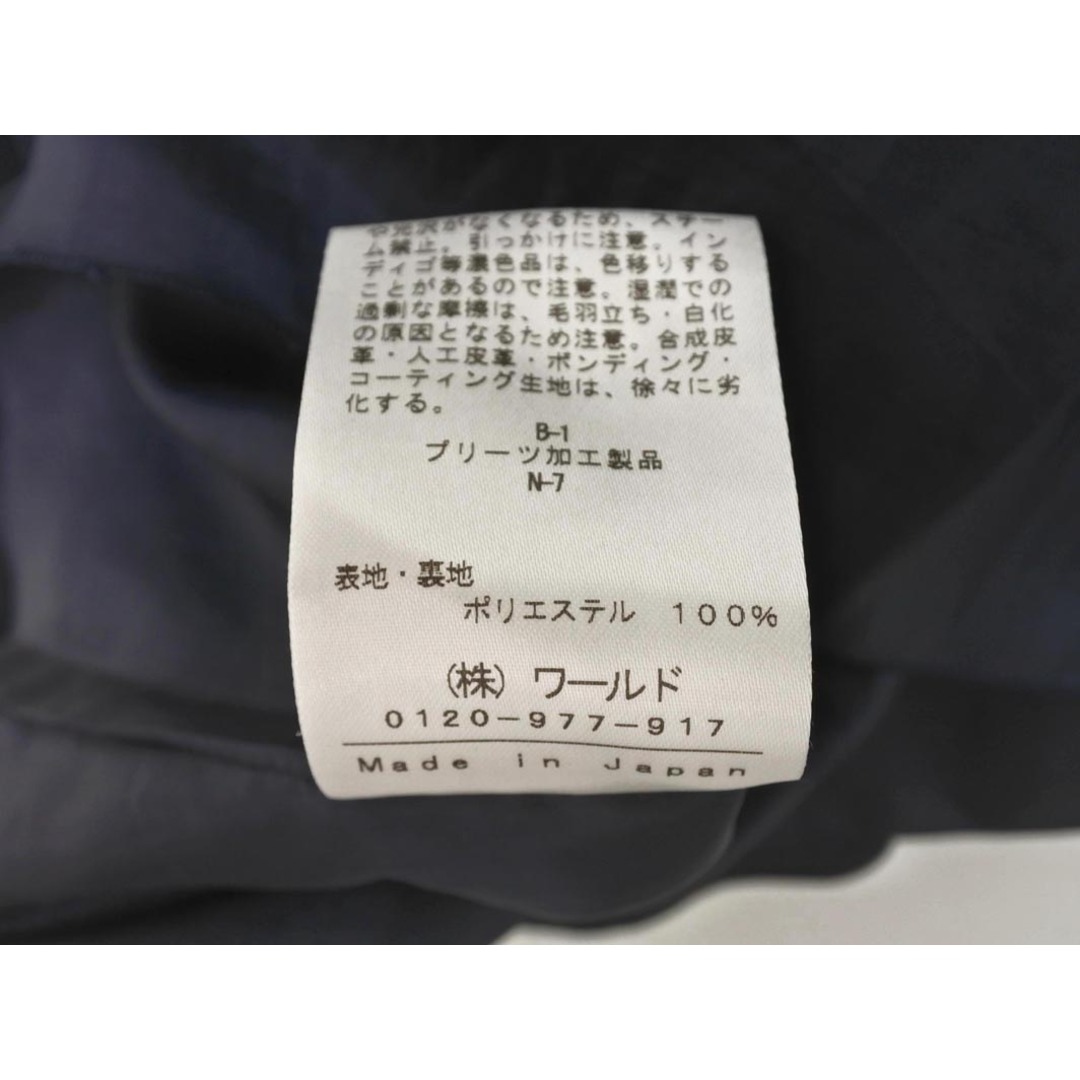 や光沢がなくなるため、スチー
ム禁止。引っかけに注意。イン
ディゴ等濃色品は、色移りする
ことがあるので注意。湿潤での
過剰な摩擦は、毛羽立ち・白化
の原因となるため注意。合成皮
革・人工皮革・ボンディング・
コーティング生地は、徐々に劣
化する。
B-1
プリーツ加工製品
N-7
表地・裏地
ポリエステル 100%
(株) ワールド
0120-977-917
Made in Japan